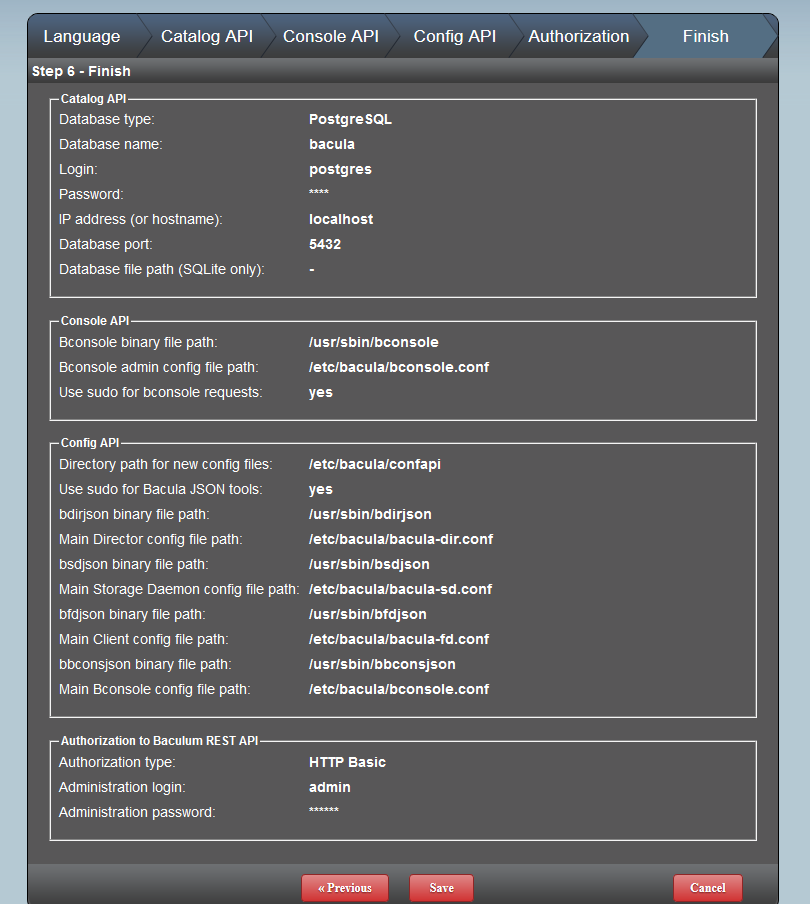 Language Catalog API Console API Config API Authorization Finish
Step 6 - Finish
Catalog API
Database type: PostgreSQL
Database name: bacula
Login: postgres
Password: ****
IP address (or hostname): localhost
Database port: 5432
Database file path (SQLite only): -
Console API
Bconsole binary file path: /usr/sbin/bconsole
Bconsole admin config file path: /etc/bacula/bconsole.conf
Use sudo for bconsole requests: yes
Config API
Directory path for new config files: /etc/bacula/confapi
Use sudo for Bacula JSON tools: yes
bdirjson binary file path: /usr/sbin/bdirjson
Main Director config file path: /etc/bacula/bacula-dir.conf
bsdjson binary file path: /usr/sbin/bsdjson
Main Storage Daemon config file path: /etc/bacula/bacula-sd.conf
bfdjson binary file path: /usr/sbin/bfdjson
Main Client config file path: /etc/bacula/bacula-fd.conf
bbconsjson binary file path: /usr/sbin/bbconsjson
Main Bconsole config file path: /etc/bacula/bconsole.conf
Authorization to Baculum REST API
Authorization type: HTTP Basic
Administration login: admin
Administration password: ******
« Previous Save Cancel